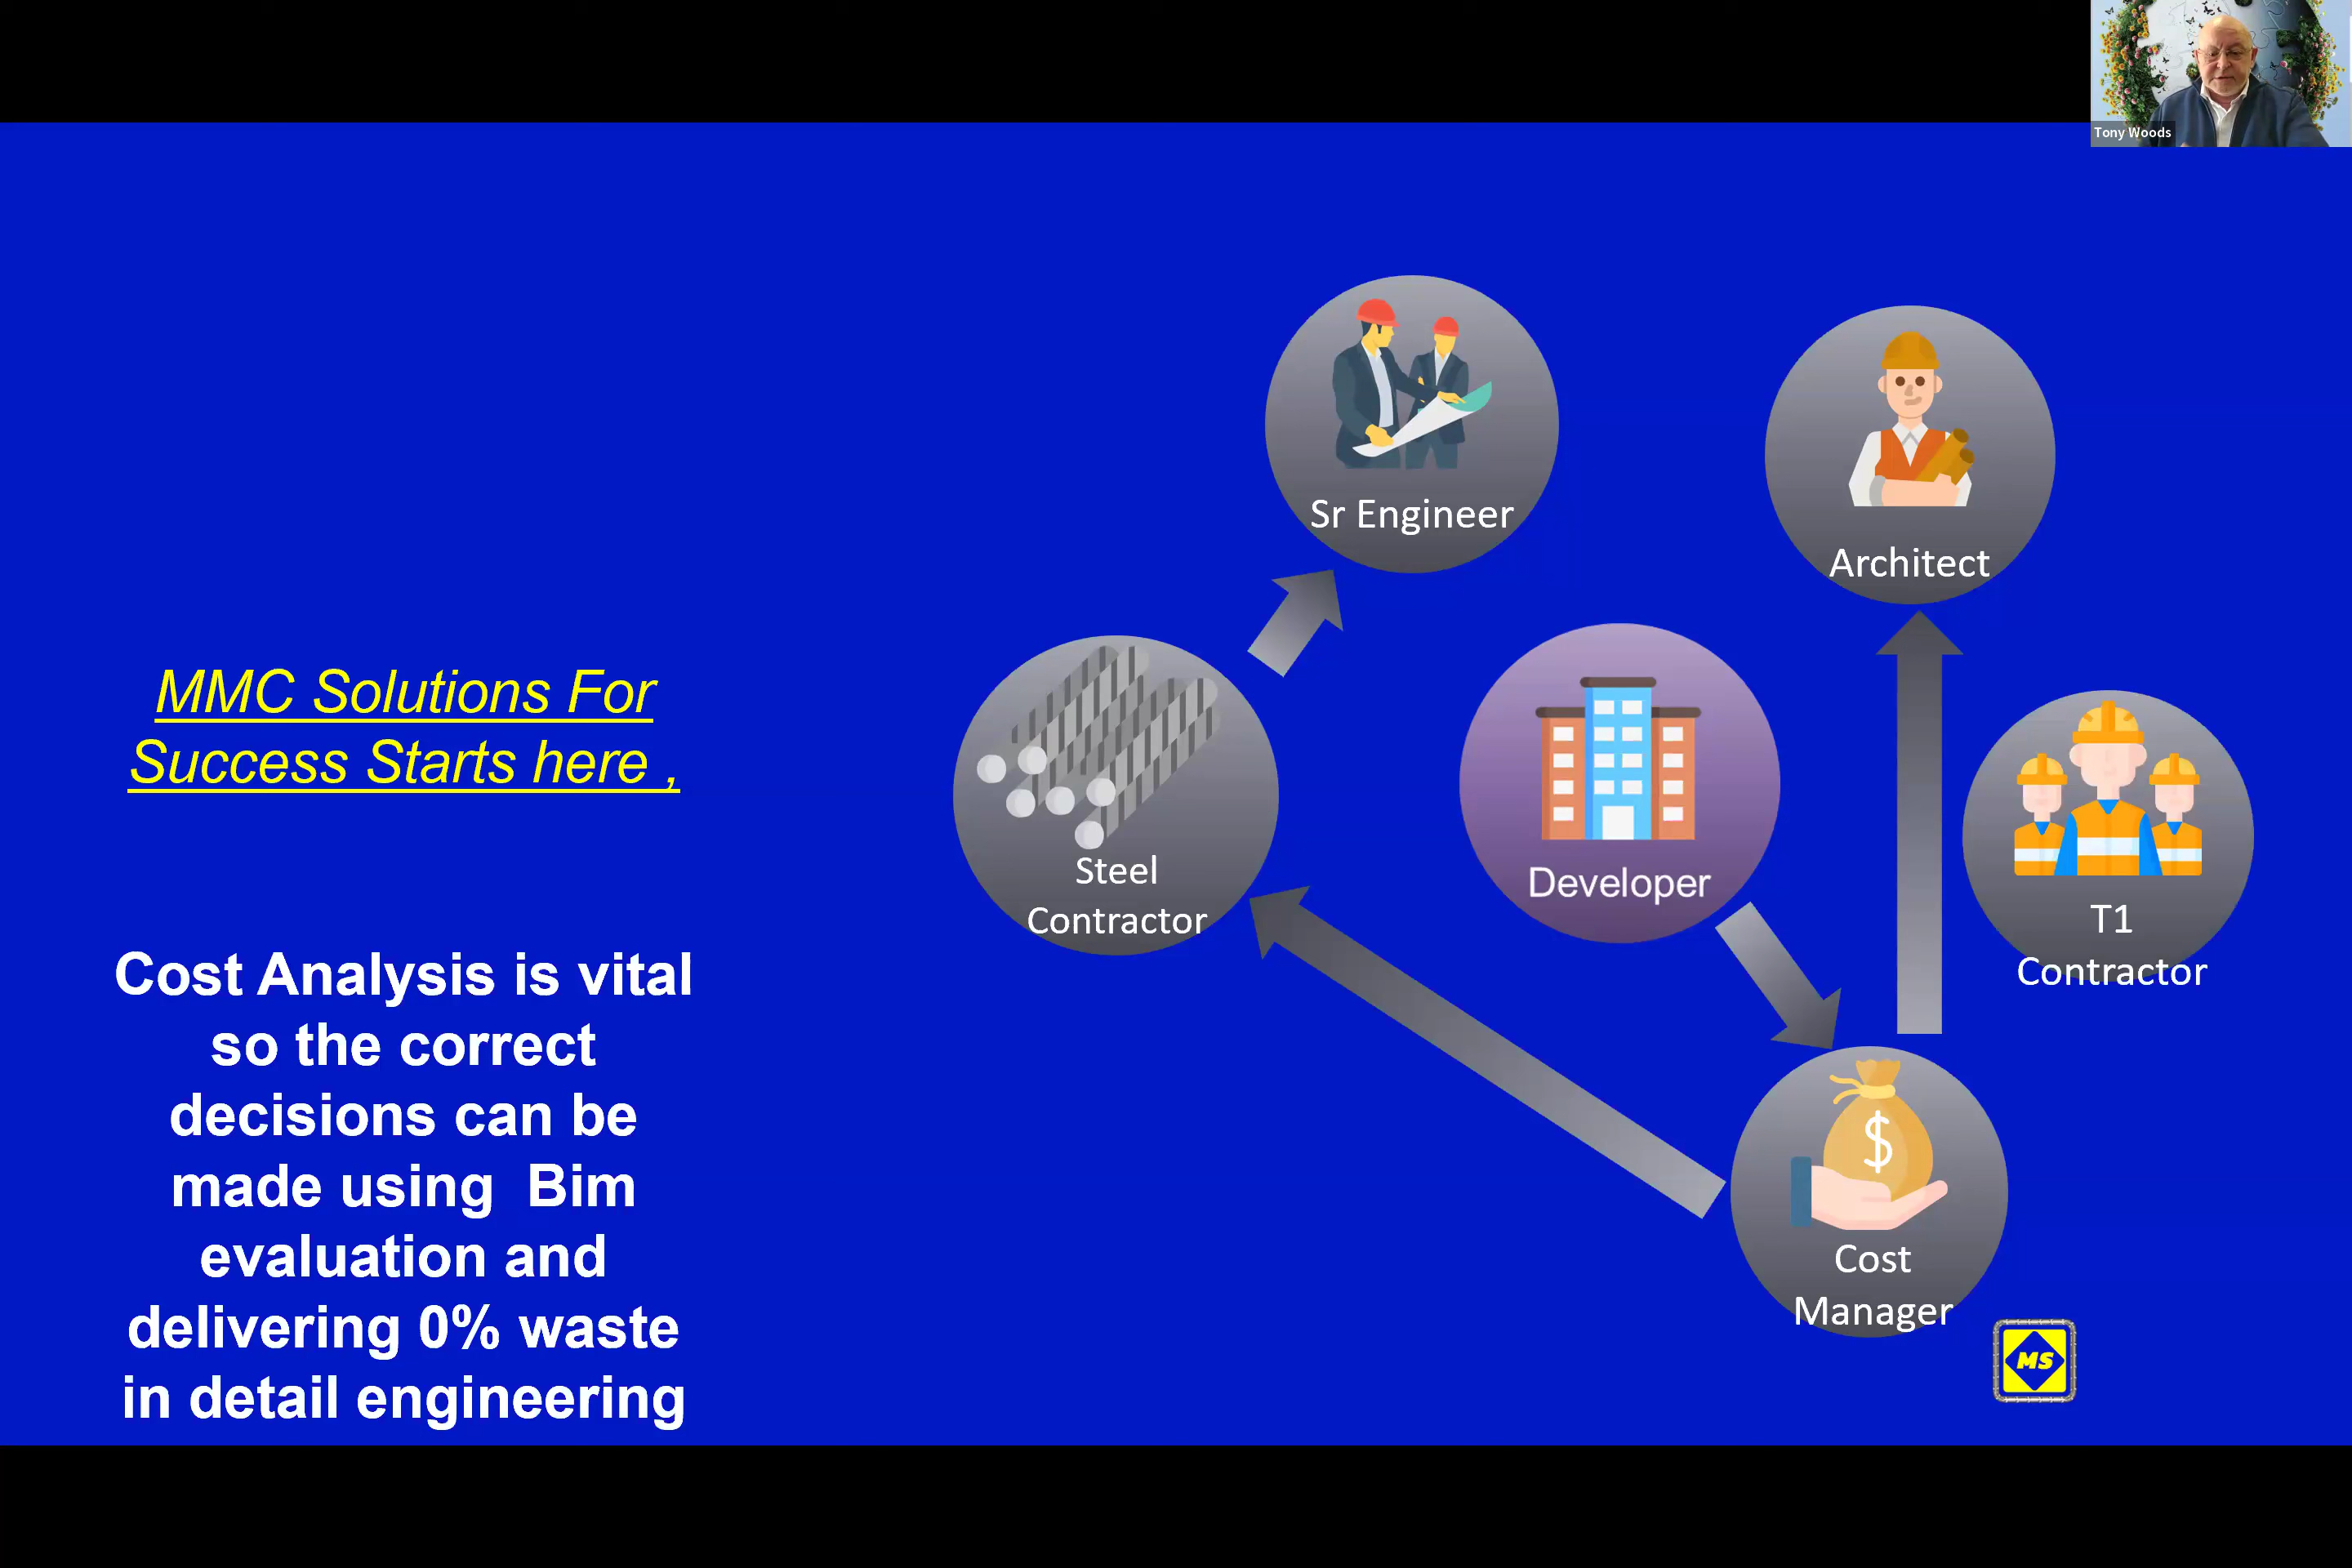 Tony Woods
MMC Solutions For
Success Starts here ,
Cost Analysis is vital
so the correct
decisions can be
made using  Bim
evaluation and
delivering 0% waste
in detail engineering
Sr Engineer
Architect
Steel
Contractor
Developer
T1
Contractor
$
Cost
Manager
MS